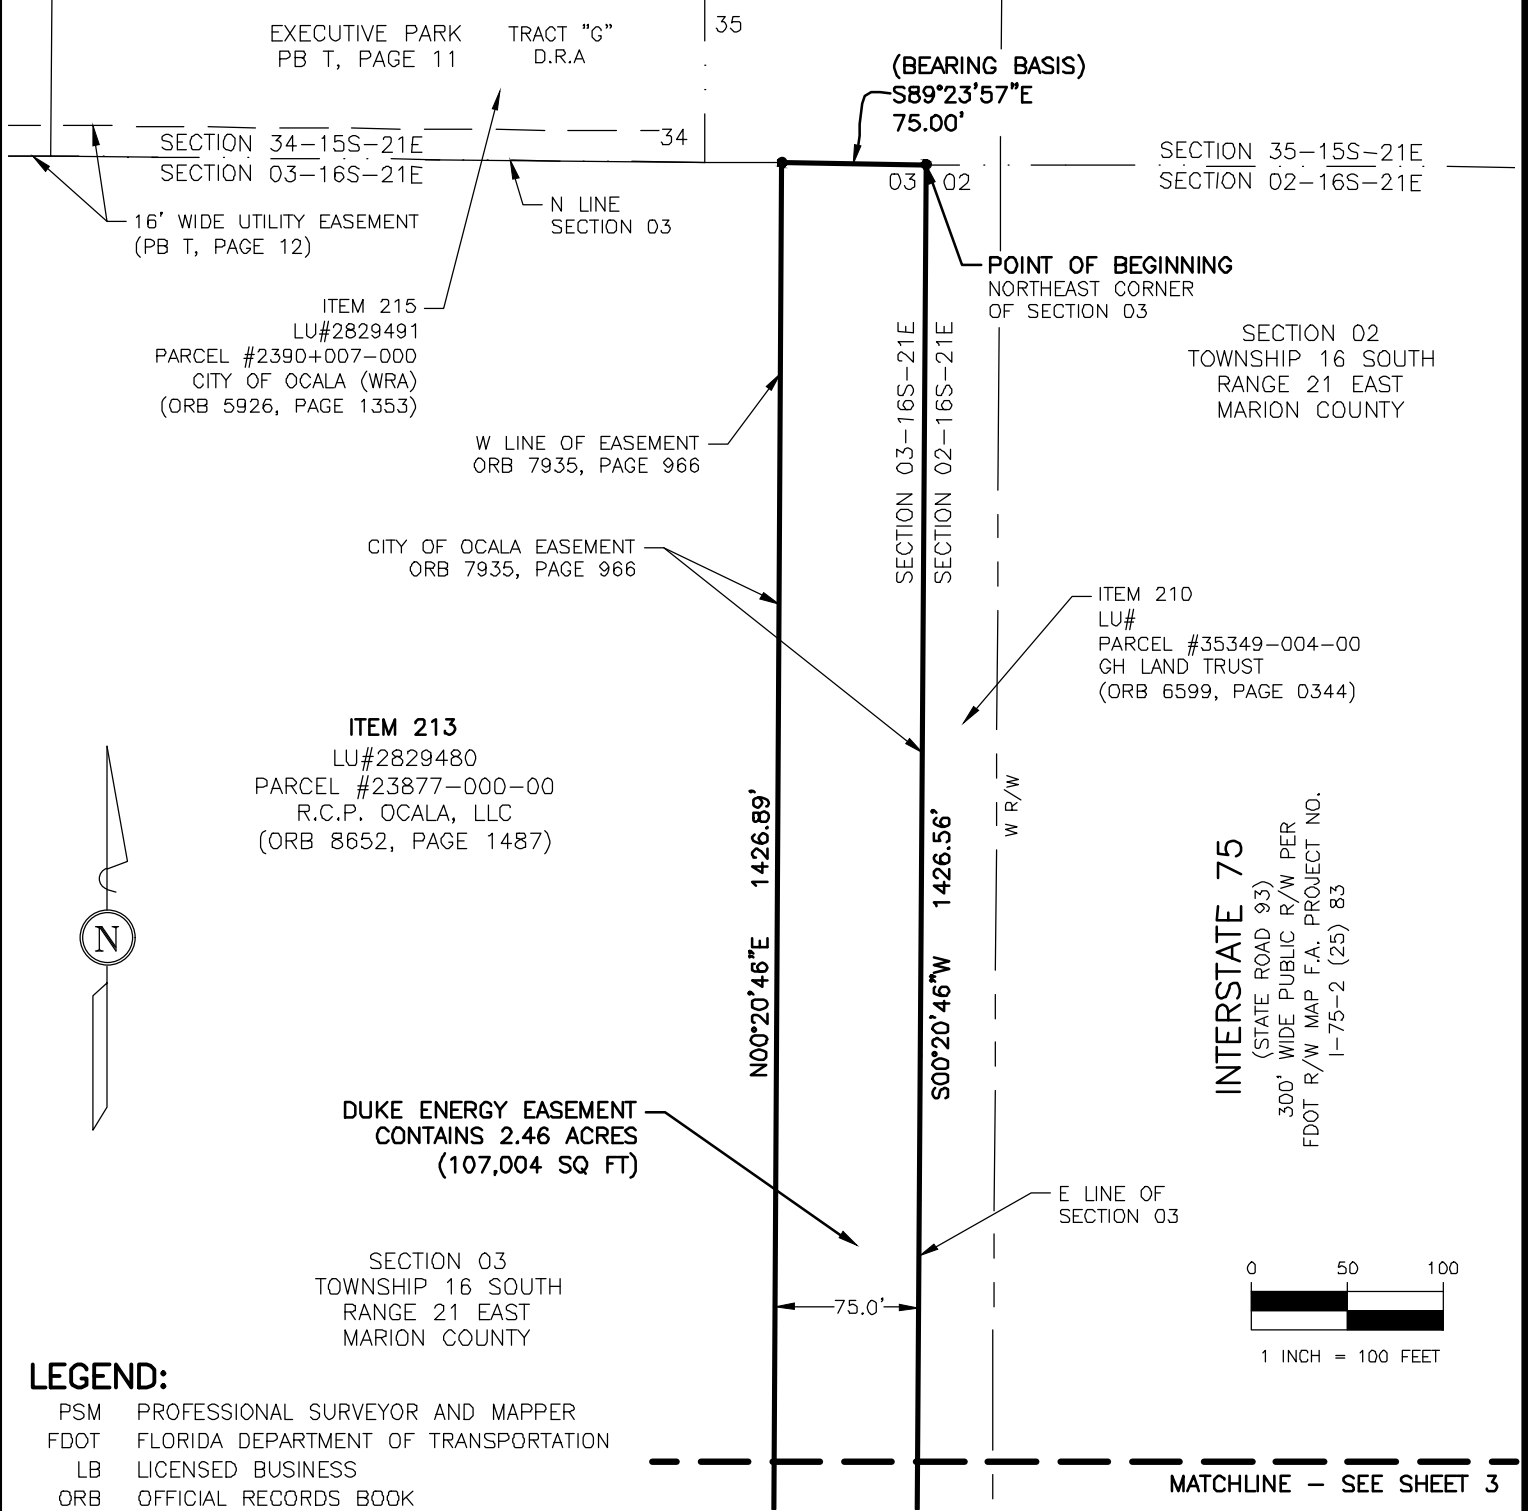 EXECUTIVE PARK
PB T, PAGE 11
TRACT "G"
D.R.A
35
34
(BEARING BASIS)
S89°23'57"E
75.00'
SECTION 34-15S-21E
SECTION 03-16S-21E
SECTION 35-15S-21E
SECTION 02-16S-21E
03
02
16' WIDE UTILITY EASEMENT
(PB T, PAGE 12)
N LINE
SECTION 03
POINT OF BEGINNING
NORTHEAST CORNER
OF SECTION 03
ITEM 215
LU#2829491
PARCEL #2390+007-000
CITY OF OCALA (WRA)
(ORB 5926, PAGE 1353)
SECTION 02
TOWNSHIP 16 SOUTH
RANGE 21 EAST
MARION COUNTY
SECTION 03-16S-21E
SECTION 02-16S-21E
W LINE OF EASEMENT
ORB 7935, PAGE 966
CITY OF OCALA EASEMENT
ORB 7935, PAGE 966
ITEM 210
LU#
PARCEL #35349-004-00
GH LAND TRUST
(ORB 6599, PAGE 0344)
ITEM 213
LU#2829480
PARCEL #23877-000-00
R.C.P. OCALA, LLC
(ORB 8652, PAGE 1487)
N00°20'46"E 1426.89'
S00°20'46"W 1426.56'
W R/W
INTERSTATE 75
(STATE ROAD 93)
300' WIDE PUBLIC R/W PER
FDOT R/W MAP F.A. PROJECT NO.
I-75-2 (25) 83
N
DUKE ENERGY EASEMENT
CONTAINS 2.46 ACRES
(107,004 SQ FT)
E LINE OF
SECTION 03
SECTION 03
TOWNSHIP 16 SOUTH
RANGE 21 EAST
MARION COUNTY
75.0'
0 50 100
1 INCH = 100 FEET
LEGEND:
PSM PROFESSIONAL SURVEYOR AND MAPPER
FDOT FLORIDA DEPARTMENT OF TRANSPORTATION
LB LICENSED BUSINESS
ORB OFFICIAL RECORDS BOOK
MATCHLINE - SEE SHEET 3